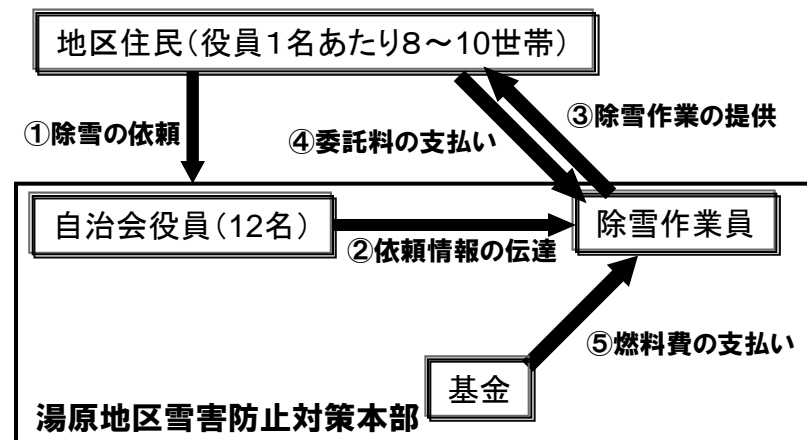 地区住民（役員１名あたり８～10世帯）
①除雪の依頼
④委託料の支払い
③除雪作業の提供
自治会役員（12名）
②依頼情報の伝達
除雪作業員
⑤燃料費の支払い
基金
湯原地区雪害防止対策本部